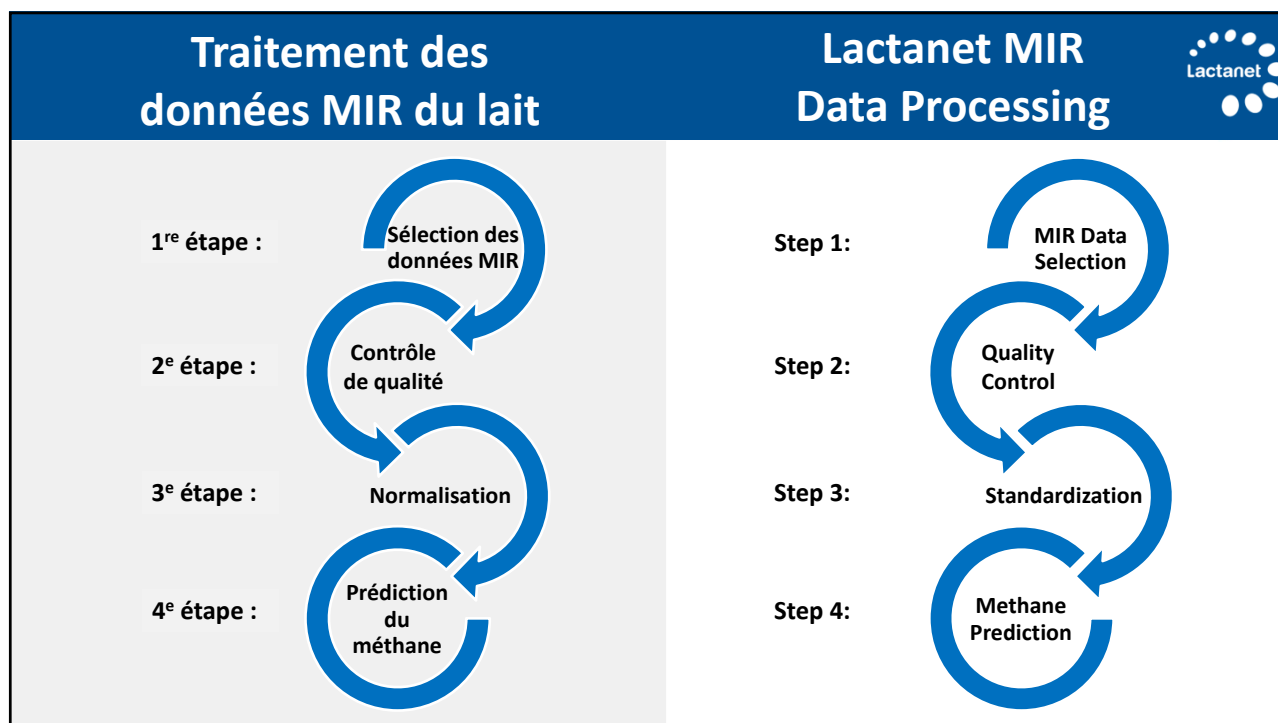 Traitement des
données MIR du lait
1re étape :
Sélection des
données MIR
2e étape :
Contrôle
de qualité
3e étape :
Normalisation
4e étape :
Prédiction
du
méthane
Lactanet MIR
Data Processing
Lactanet
Step 1:
MIR Data
Selection
Step 2:
Quality
Control
Step 3:
Standardization
Step 4:
Methane
Prediction